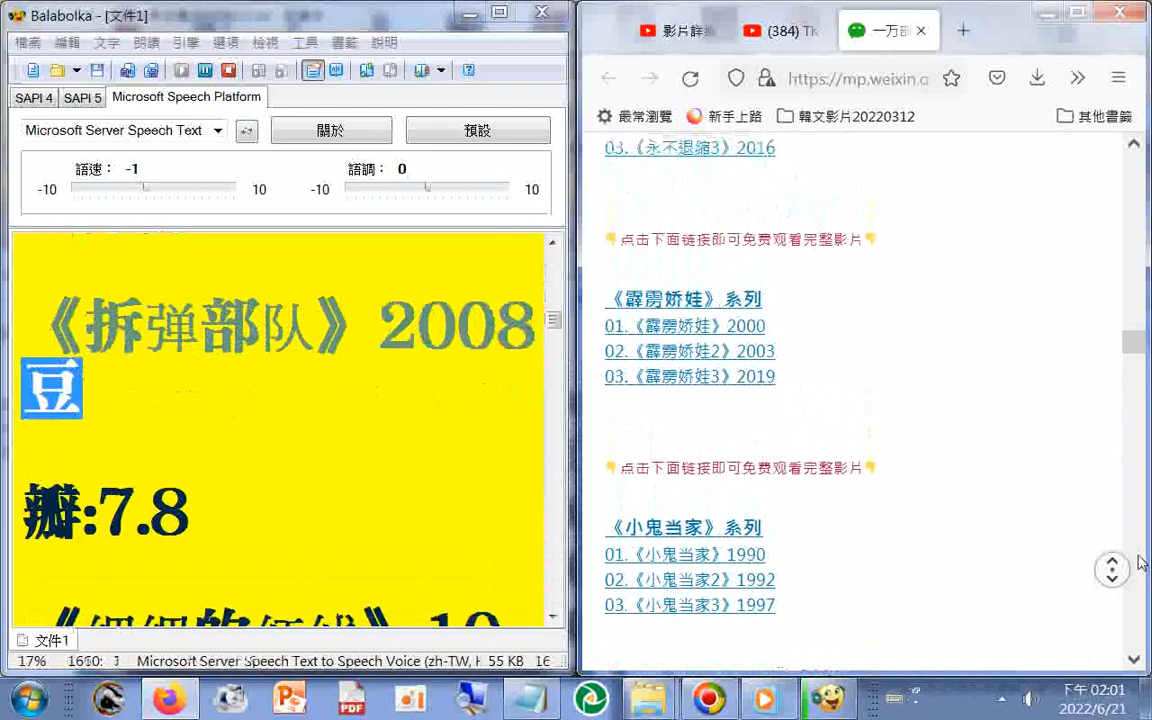 Balabolka - [文件1]
檔案 編輯 文字 朗讀 引擎 選項 檢視 工具 書籤 說明
SAPI 4 SAPI 5 Microsoft Speech Platform
Microsoft Server Speech Text
關於
預設
語速： -1
語調： 0
-10 10 -10 10
《拆弹部队》2008
豆
瓣:7.8
文件1
17%
Microsoft Server Speech Text to Speech Voice (zh-TW, H
55 KB
16
影片詳
(384) Tk
一万部
https://mp.weixin.q
最常瀏覽 新手上路 韓文影片20220312 其他書籤
03.《永不退缩3》2016
👇点击下面链接即可免费观看完整影片👇
《霹雳娇娃》系列
01.《霹雳娇娃》2000
02.《霹雳娇娃2》2003
03.《霹雳娇娃3》2019
👇点击下面链接即可免费观看完整影片👇
《小鬼当家》系列
01.《小鬼当家》1990
02.《小鬼当家2》1992
03.《小鬼当家3》1997
下午 02:01
2022/6/21